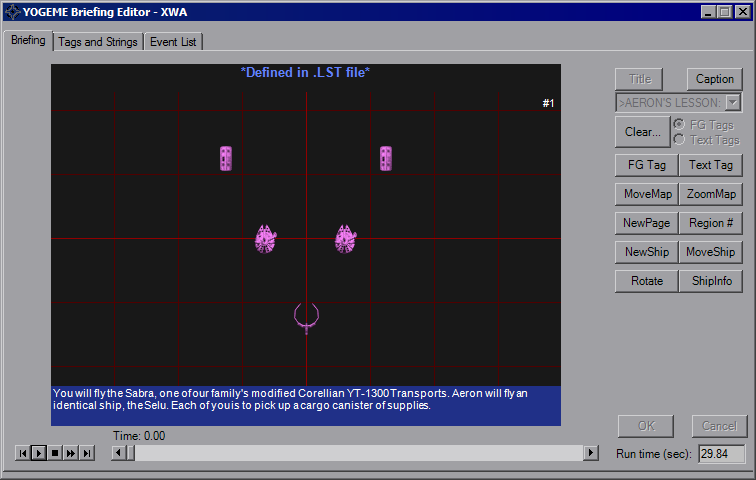 YOGEME Briefing Editor - XWA
Briefing
Tags and Strings
Event List
*Defined in .LST file*
#1
Title
Caption
>AERON'S LESSON:
Clear...
FG Tags
Text Tags
FG Tag
Text Tag
MoveMap
ZoomMap
NewPage
Region #
NewShip
MoveShip
Rotate
ShipInfo
You will fly the Sabra, one of our family's modified Corellian YT-1300 Transports. Aeron will fly an
identical ship, the Selu. Each of you is to pick up a cargo canister of supplies.
OK
Cancel
Time: 0.00
Run time (sec):
29.84